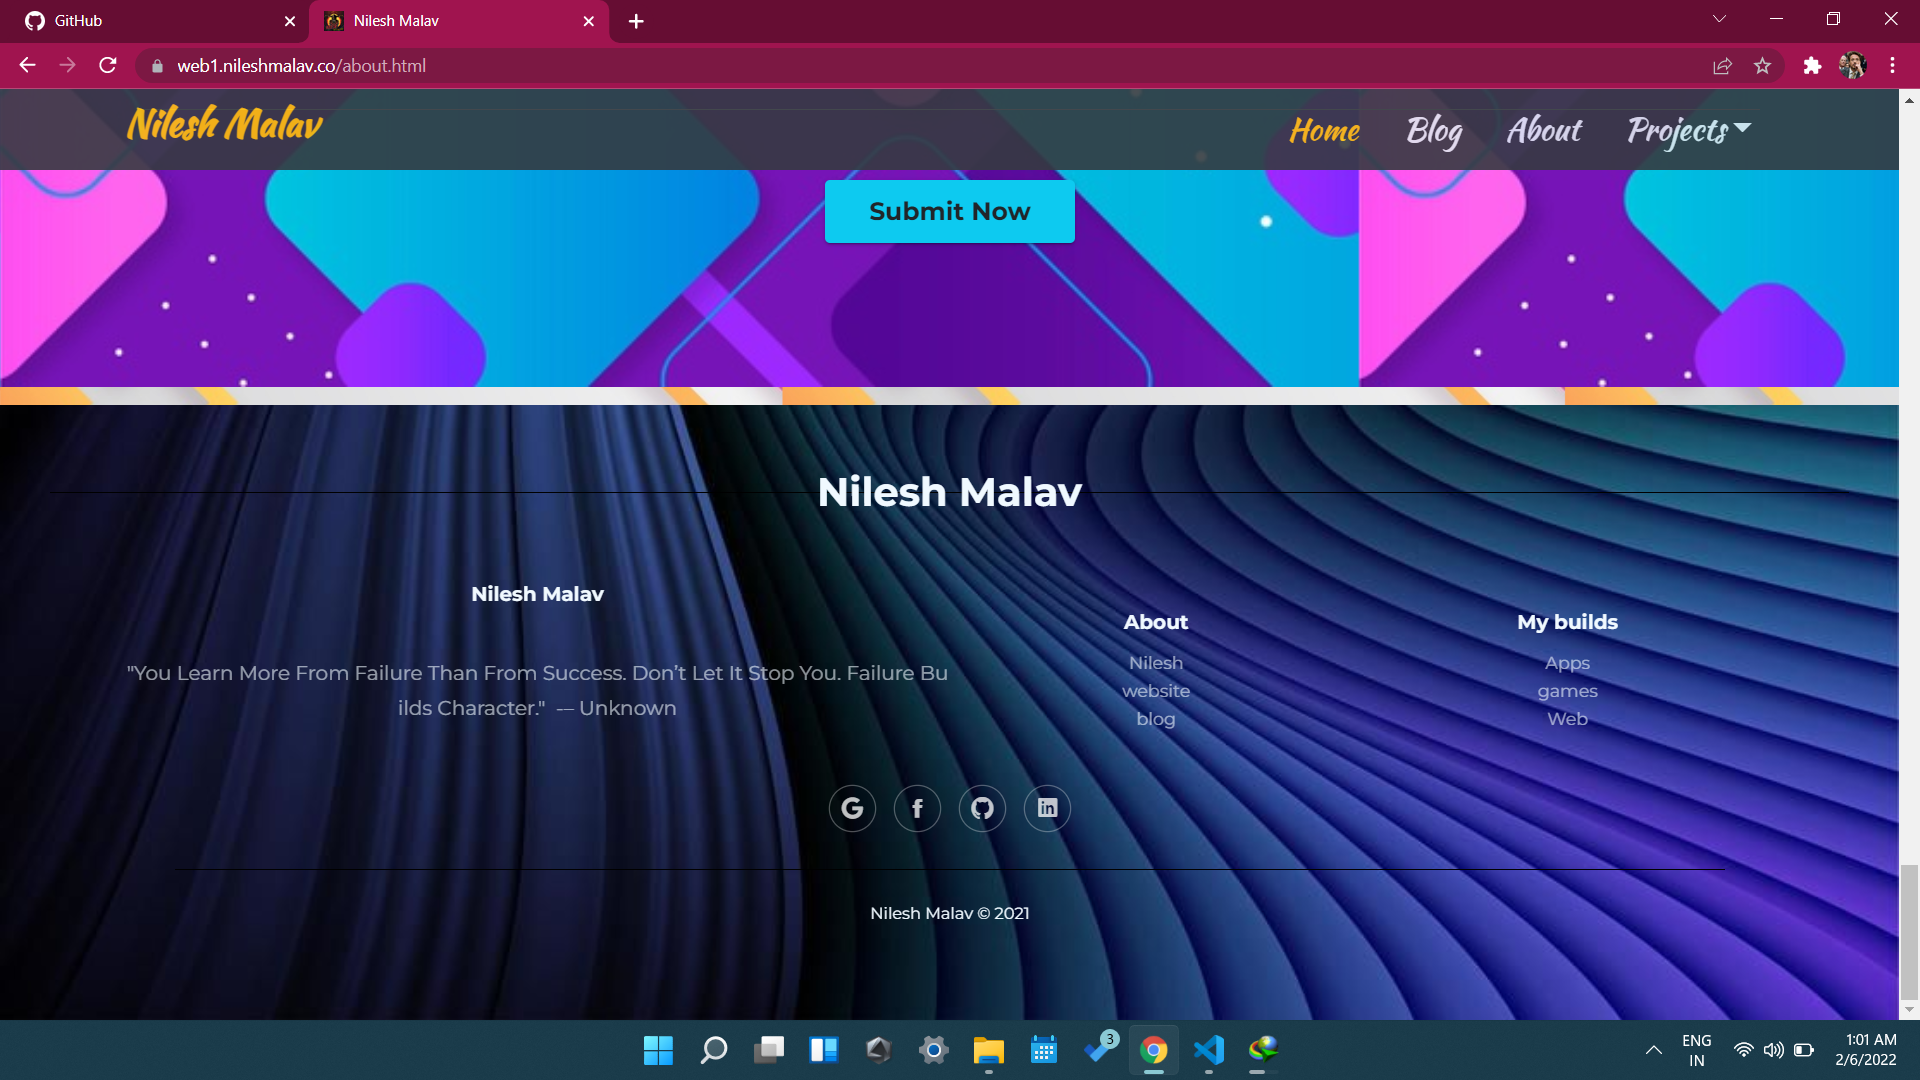 GitHub
Nilesh Malav
web1.nileshmalav.co/about.html
Nilesh Malav
Home Blog About Projects
Submit Now
Nilesh Malav
Nilesh Malav
"You Learn More From Failure Than From Success. Don’t Let It Stop You. Failure Bu
ilds Character." -– Unknown
About
Nilesh
website
blog
My builds
Apps
games
Web
Nilesh Malav © 2021
3
ENG
IN
1:01 AM
2/6/2022